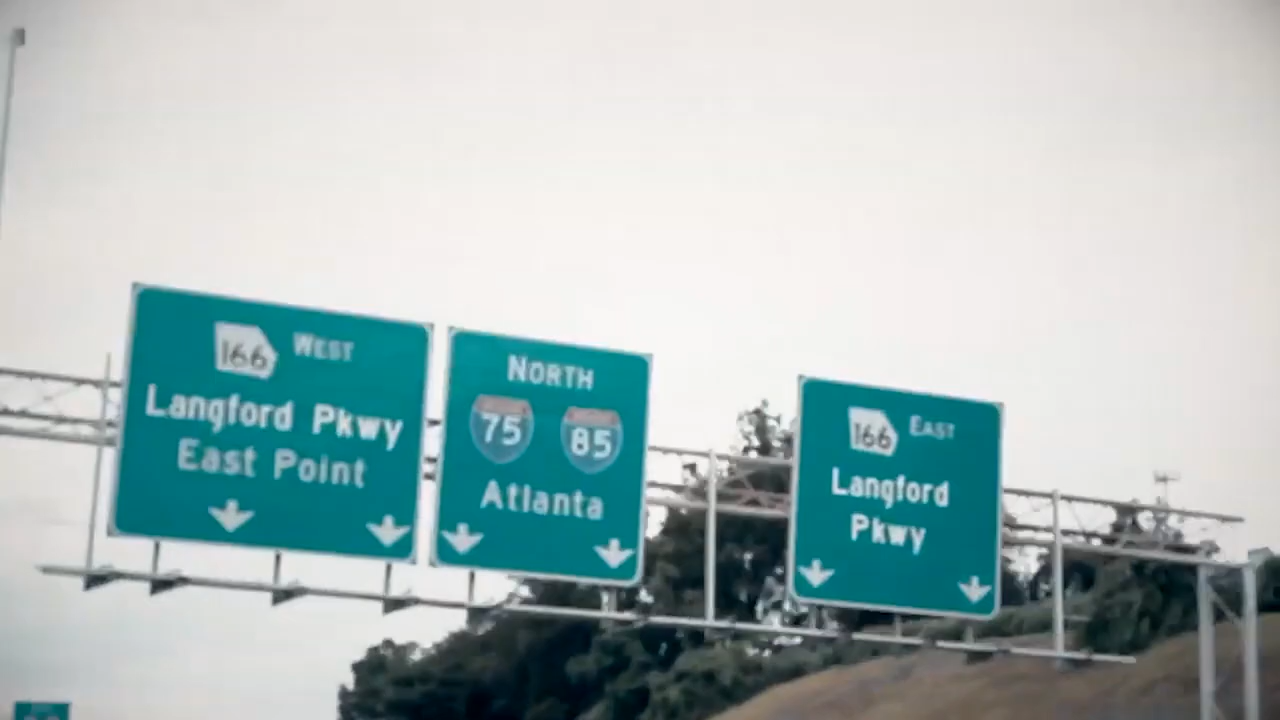 166 WEST
Langford Pkwy
East Point
NORTH
75 85
Atlanta
166 EAST
Langford
Pkwy